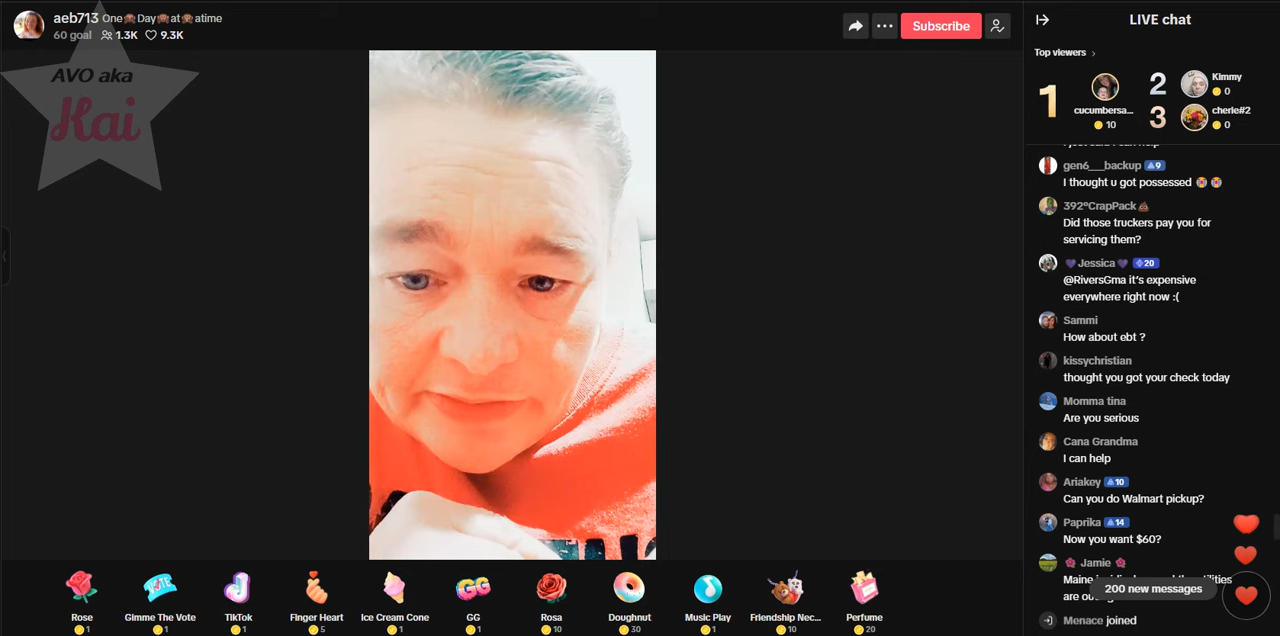 aeb713 One🙈Day🙈at🙈atime
60 goal 1.3K 9.3K
Subscribe
AVO aka
Kai
LIVE chat
Top viewers
1
cucumbersa...
10
2
Kimmy
0
3
cherie#2
0
gen6___backup 9
I thought u got possessed 😭 😭
392°CrapPack💩
Did those truckers pay you for
servicing them?
💜Jessica💜 20
@RiversGma it's expensive
everywhere right now :(
Sammi
How about ebt ?
kissychristian
thought you got your check today
Momma tina
Are you serious
Cana Grandma
I can help
Ariakey 10
Can you do Walmart pickup?
Paprika 14
Now you want $60?
🌺 Jamie 🌺
Maine
are
200 new messages
Menace joined
Rose
1
Gimme The Vote
1
TikTok
1
Finger Heart
5
Ice Cream Cone
1
GG
1
Rosa
10
Doughnut
30
Music Play
1
Friendship Nec...
10
Perfume
20